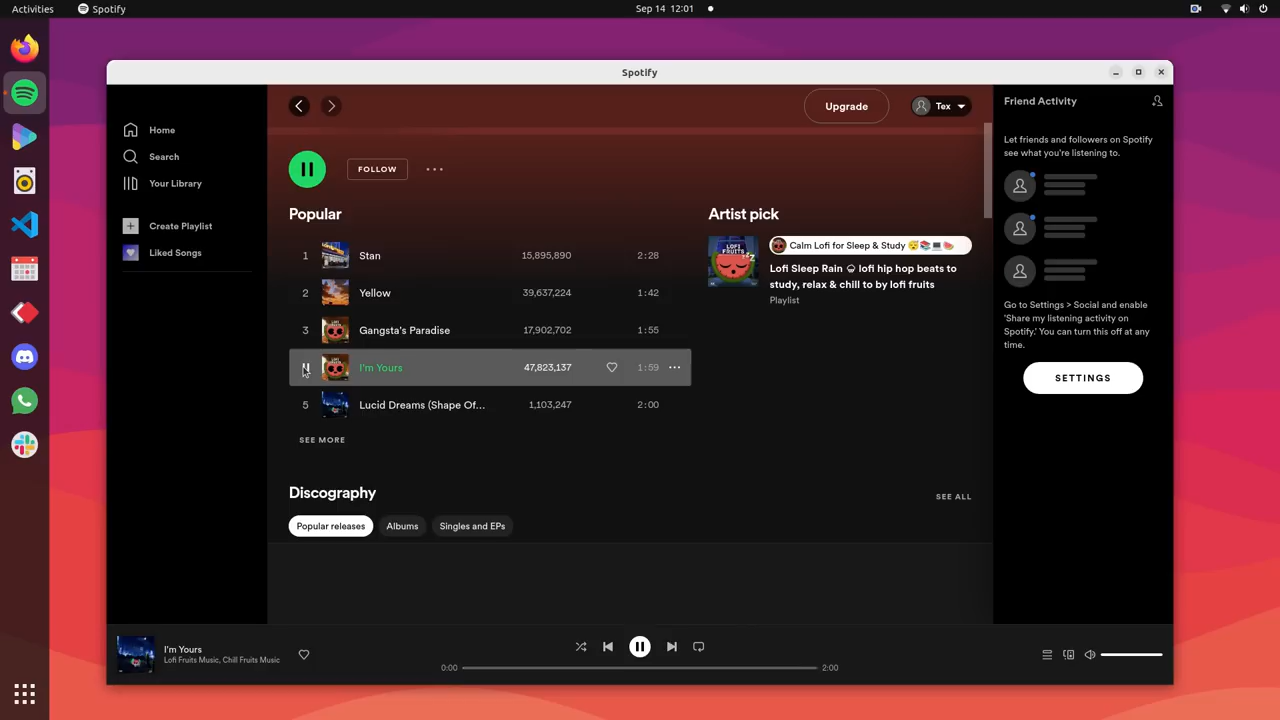 Activities
Spotify
Sep 14 12:01
Spotify
Home
Search
Your Library
Create Playlist
Liked Songs
Upgrade
Tex
FOLLOW
Popular
1 Stan 15,895,890 2:28
2 Yellow 39,637,224 1:42
3 Gangsta's Paradise 17,902,702 1:55
I'm Yours 47,823,137 1:59
5 Lucid Dreams (Shape Of... 1,103,247 2:00
SEE MORE
Artist pick
LOFI
FRUITS
Calm Lofi for Sleep & Study 😴📚💻🍉
Lofi Sleep Rain 🌧 lofi hip hop beats to
study, relax & chill to by lofi fruits
Playlist
Discography
SEE ALL
Popular releases
Albums
Singles and EPs
Friend Activity
Let friends and followers on Spotify
see what you're listening to.
Go to Settings > Social and enable
'Share my listening activity on
Spotify.' You can turn this off at any
time.
SETTINGS
I'm Yours
Lofi Fruits Music, Chill Fruits Music
0:00
2:00